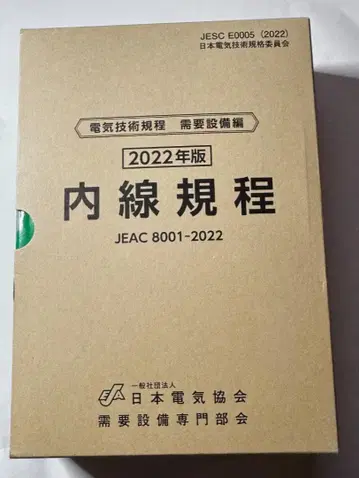 JESC E0005（2022）
日本電気技術規格委員会
電気技術規程　需要設備編
2022年版
内線規程
JEAC 8001-2022
一般社団法人
日本電気協会
需要設備専門部会